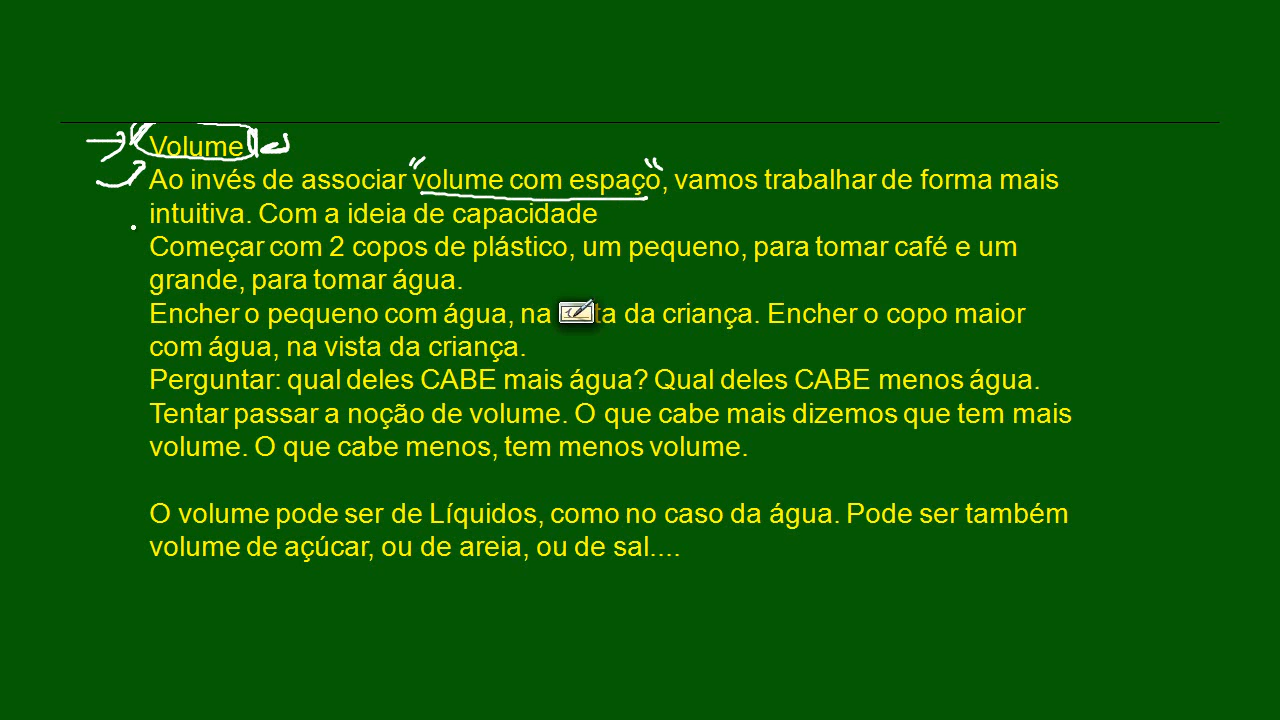 Volume
Ao invés de associar volume com espaço, vamos trabalhar de forma mais
intuitiva. Com a ideia de capacidade
Começar com 2 copos de plástico, um pequeno, para tomar café e um
grande, para tomar água.
Encher o pequeno com água, na da criança. Encher o copo maior
com água, na vista da criança.
Perguntar: qual deles CABE mais água? Qual deles CABE menos água.
Tentar passar a noção de volume. O que cabe mais dizemos que tem mais
volume. O que cabe menos, tem menos volume.
O volume pode ser de Líquidos, como no caso da água. Pode ser também
volume de açúcar, ou de areia, ou de sal....